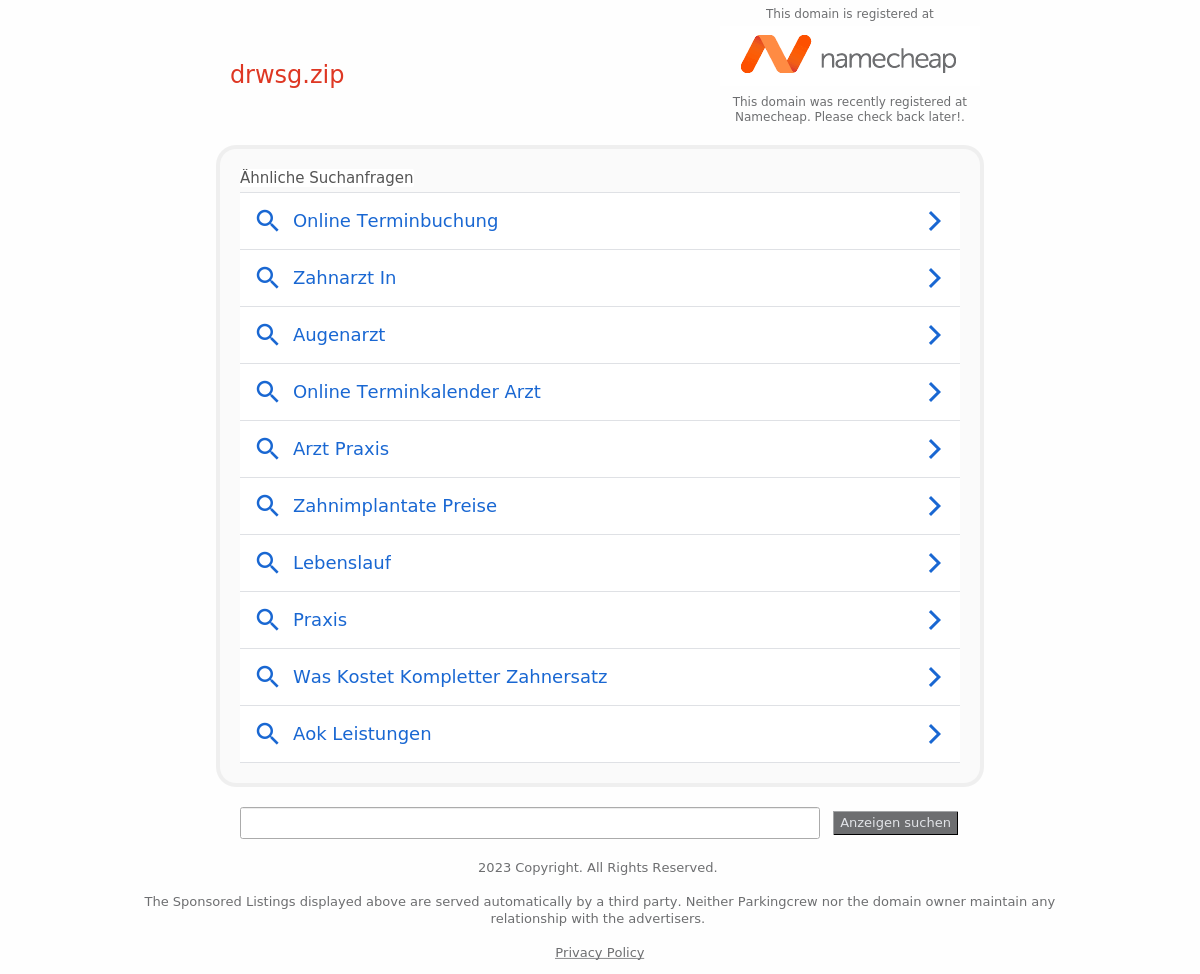 This domain is registered at
namecheap
drwsg.zip
This domain was recently registered at
Namecheap. Please check back later!.
Ähnliche Suchanfragen
Online Terminbuchung
Zahnarzt In
Augenarzt
Online Terminkalender Arzt
Arzt Praxis
Zahnimplantate Preise
Lebenslauf
Praxis
Was Kostet Kompletter Zahnersatz
Aok Leistungen
Anzeigen suchen
2023 Copyright. All Rights Reserved.
The Sponsored Listings displayed above are served automatically by a third party. Neither Parkingcrew nor the domain owner maintain any
relationship with the advertisers.
Privacy Policy